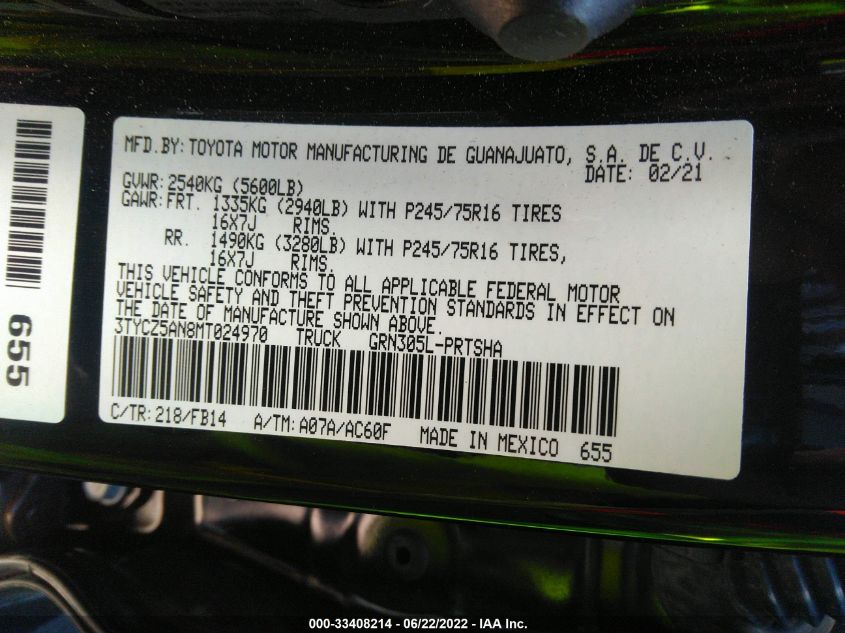 655
MFD.BY:TOYOTA MOTOR MANUFACTURING DE GUANAJUATO, S.A. DE C.V.
DATE: 02/21
GVWR:2540KG (5600LB)
GAWR:FRT. 1335KG (2940LB) WITH P245/75R16 TIRES
16X7J RIMS.
RR. 1490KG (3280LB) WITH P245/75R16 TIRES,
16X7J RIMS.
THIS VEHICLE CONFORMS TO ALL APPLICABLE FEDERAL MOTOR
VEHICLE SAFETY AND THEFT PREVENTION STANDARDS IN EFFECT ON
THE DATE OF MANUFACTURE SHOWN ABOVE.
3TYCZ5AN8MT024970 TRUCK GRN305L-PRTSHA
C/TR:218/FB14 A/TM:A07A/AC60F MADE IN MEXICO 655
000-33408214 - 06/22/2022 - IAA Inc.